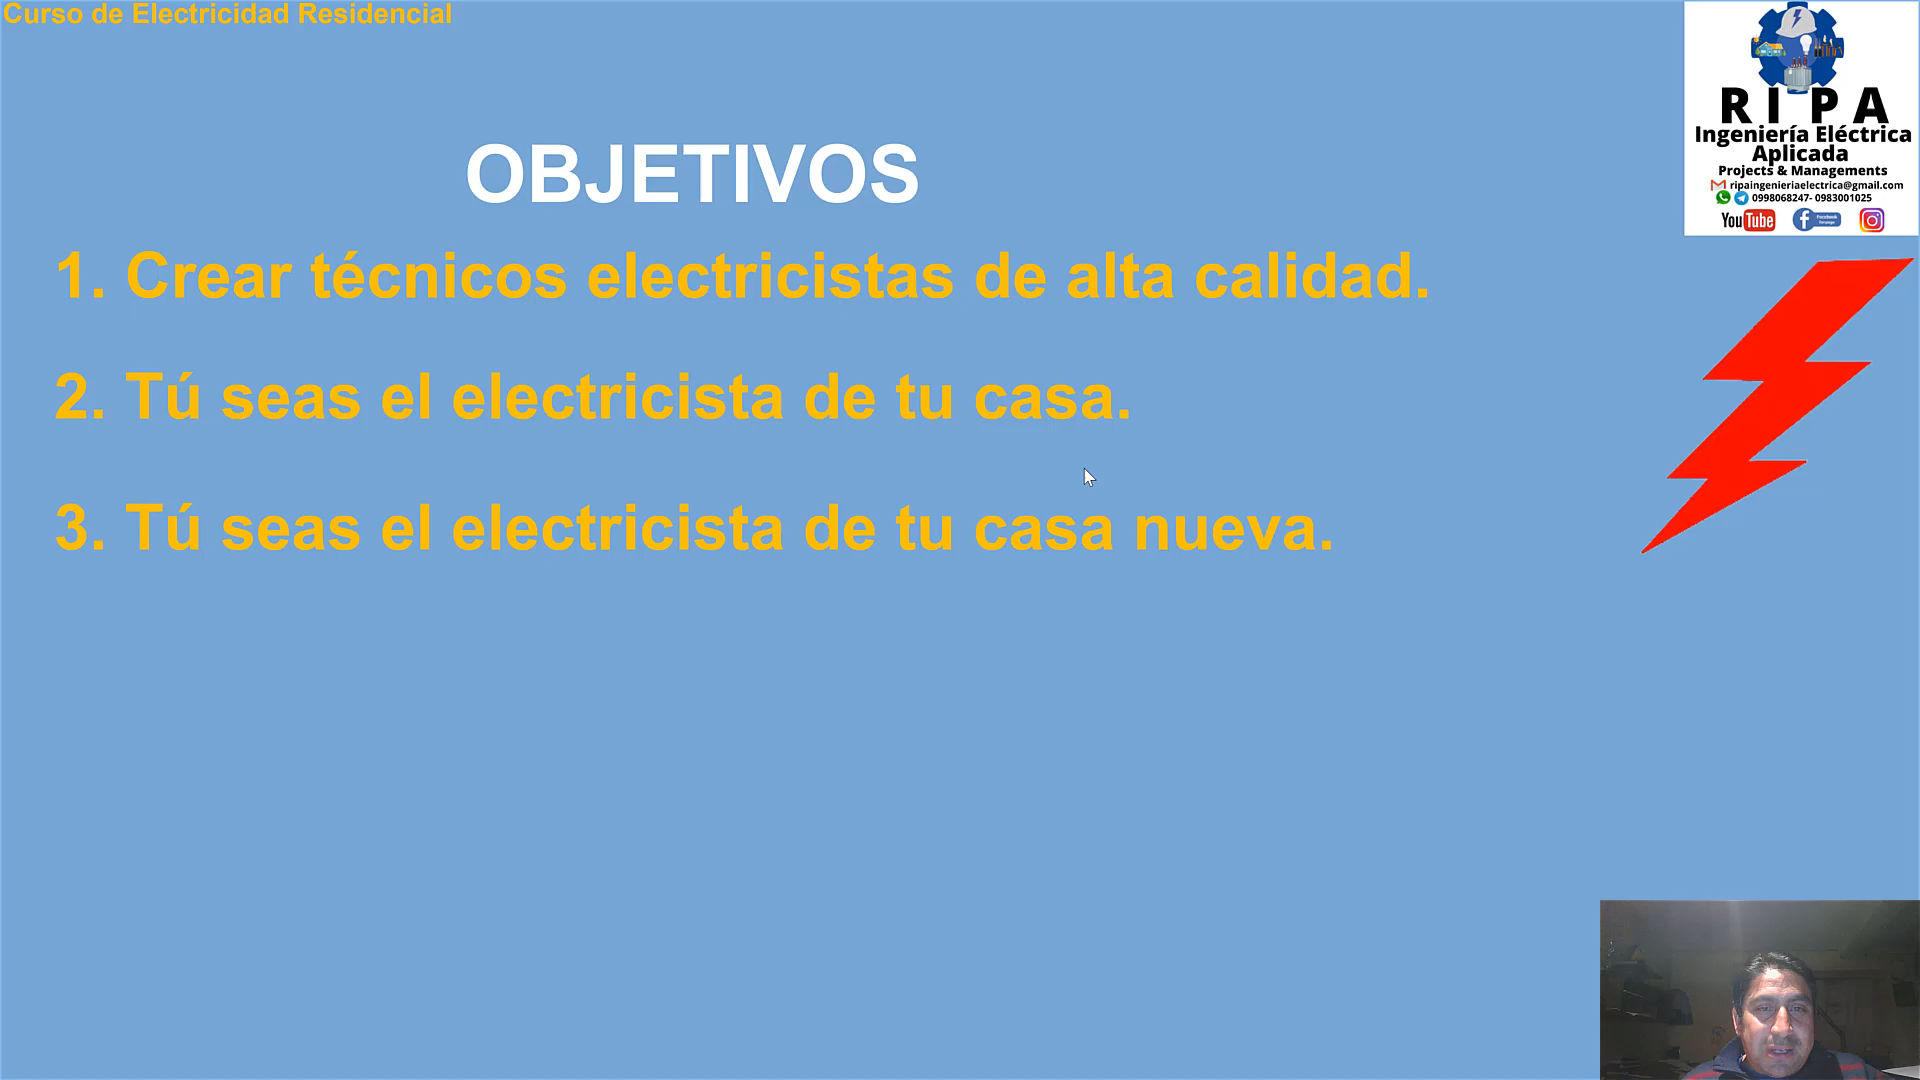 Curso de Electricidad Residencial
R I P A
Ingeniería Eléctrica
Aplicada
Projects & Managements
ripaingenieriaelectrica@gmail.com
0998068247- 0983001025
YouTube
OBJETIVOS
1. Crear técnicos electricistas de alta calidad.
2. Tú seas el electricista de tu casa.
3. Tú seas el electricista de tu casa nueva.